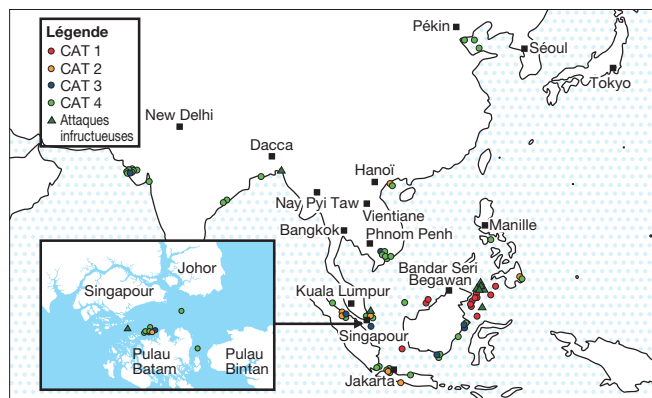 Légende
CAT 1
CAT 2
CAT 3
CAT 4
Attaques
infructueuses
Pékin
Séoul
Tokyo
New Delhi
Dacca
Hanoï
Nay Pyi Taw
Vientiane
Bangkok
Phnom Penh
Manille
Bandar Seri
Begawan
Kuala Lumpur
Singapour
Jakarta
Johor
Singapour
Pulau
Batam
Pulau
Bintan